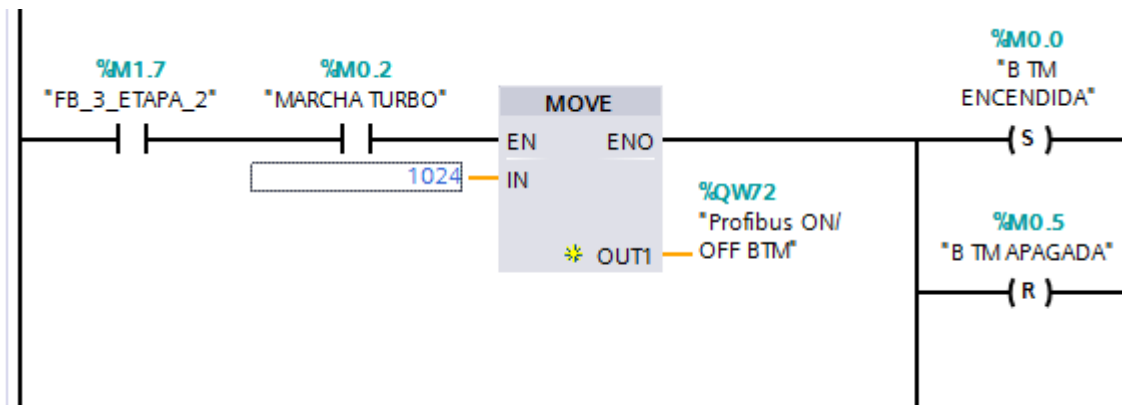 %M1.7
"FB_3_ETAPA_2"
%M0.2
"MARCHA TURBO"
MOVE
EN
ENO
1024
IN
OUT1
%QW72
"Profibus ON/
OFF BTM"
%M0.0
"B TM
ENCENDIDA"
S
%M0.5
"B TM APAGADA"
R